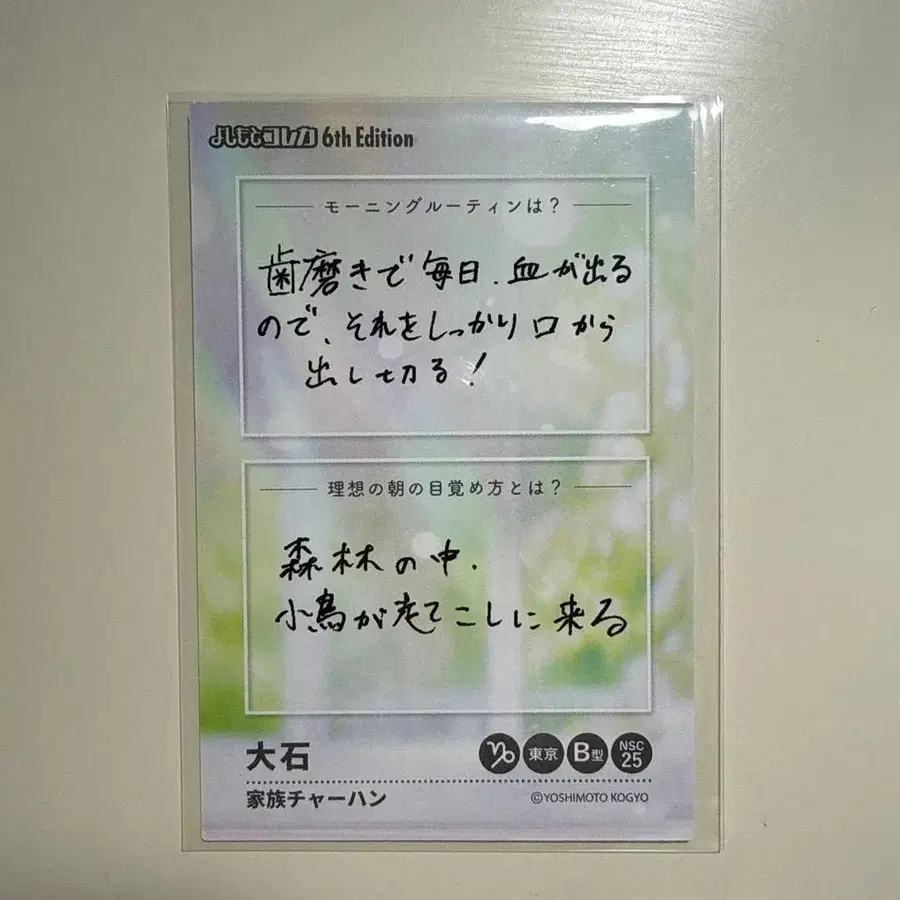 よしもとコレカ 6th Edition
モーニングルーティンは?
歯磨きで毎日、血が出る
ので、それをしっかり口から
出し切る!
理想の朝の目覚め方とは?
森林の中、
小鳥が起こしに来る
大石
東京
B型
NSC 25
家族チャーハン
©YOSHIMOTO KOGYO